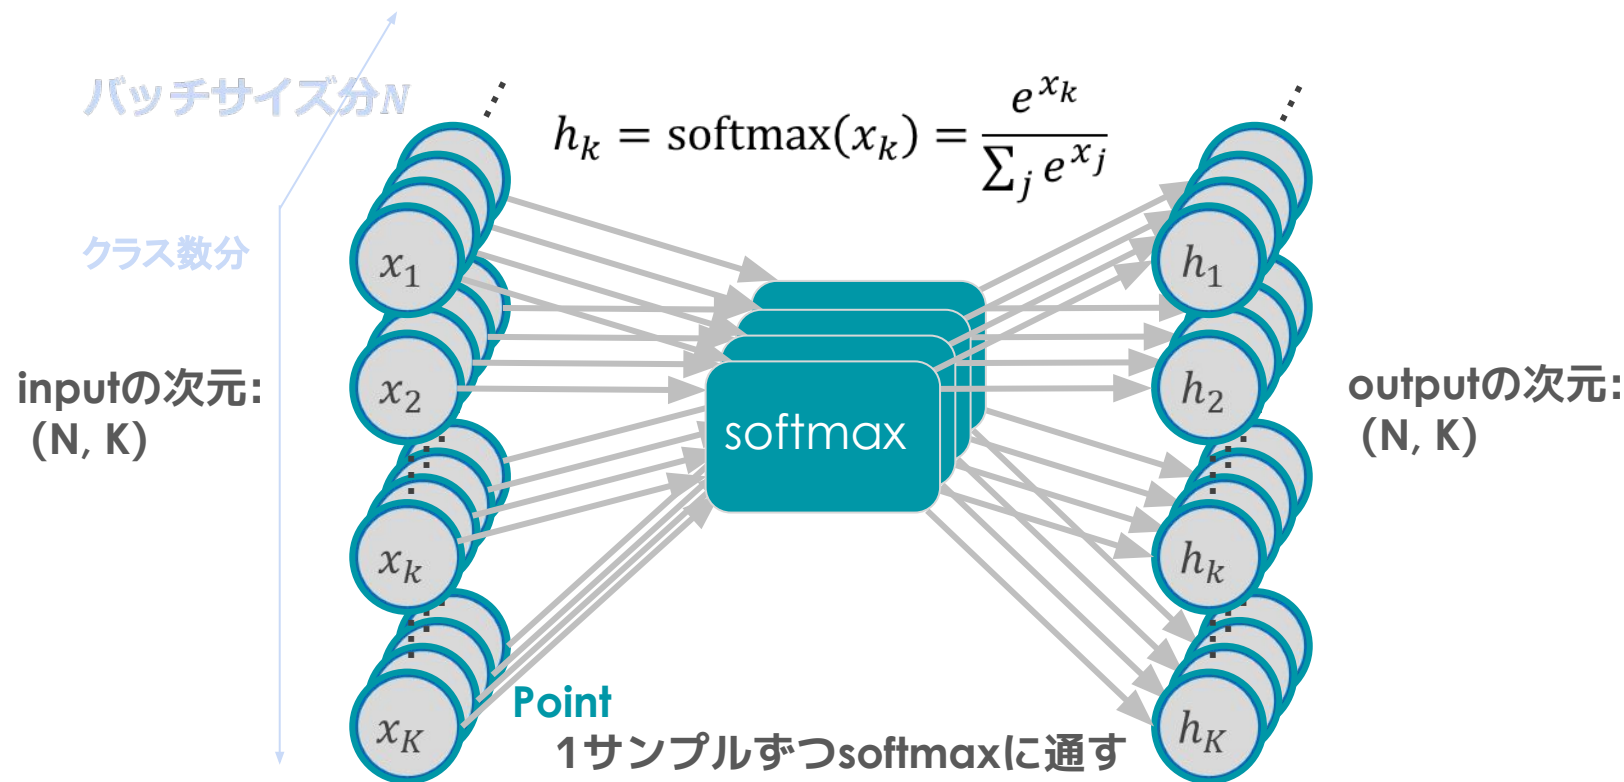 バッチサイズ分N
h_k = softmax(x_k) = \frac{e^{x_k}}{\sum_j e^{x_j}}
クラス数分
x_1
h_1
inputの次元:
(N, K)
x_2
softmax
h_2
outputの次元:
(N, K)
x_k
h_k
x_K
h_K
Point
1サンプルずつsoftmaxに通す